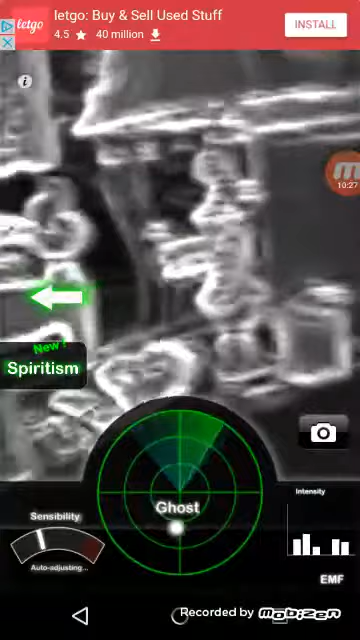 letgo
letgo: Buy & Sell Used Stuff
4.5 ★ 40 million
INSTALL
i
10:27
New!
Spiritism
Ghost
Sensibility
Auto-adjusting...
Intensity
EMF
Recorded by mobizen